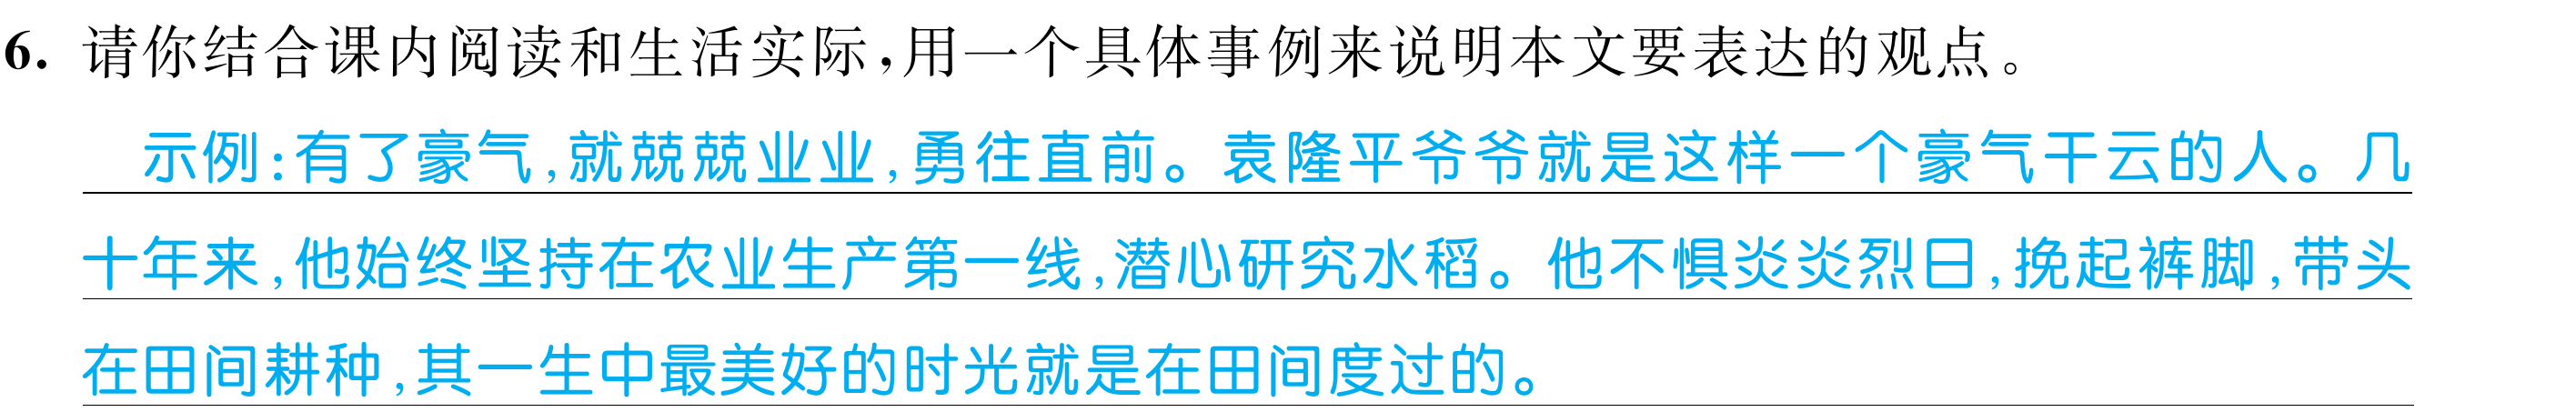 6. 请你结合课内阅读和生活实际,用一个具体事例来说明本文要表达的观点。
示例:有了豪气,就兢兢业业,勇往直前。袁隆平爷爷就是这样一个豪气干云的人。几
十年来,他始终坚持在农业生产第一线,潜心研究水稻。他不惧炎炎烈日,挽起裤脚,带头
在田间耕种,其一生中最美好的时光就是在田间度过的。